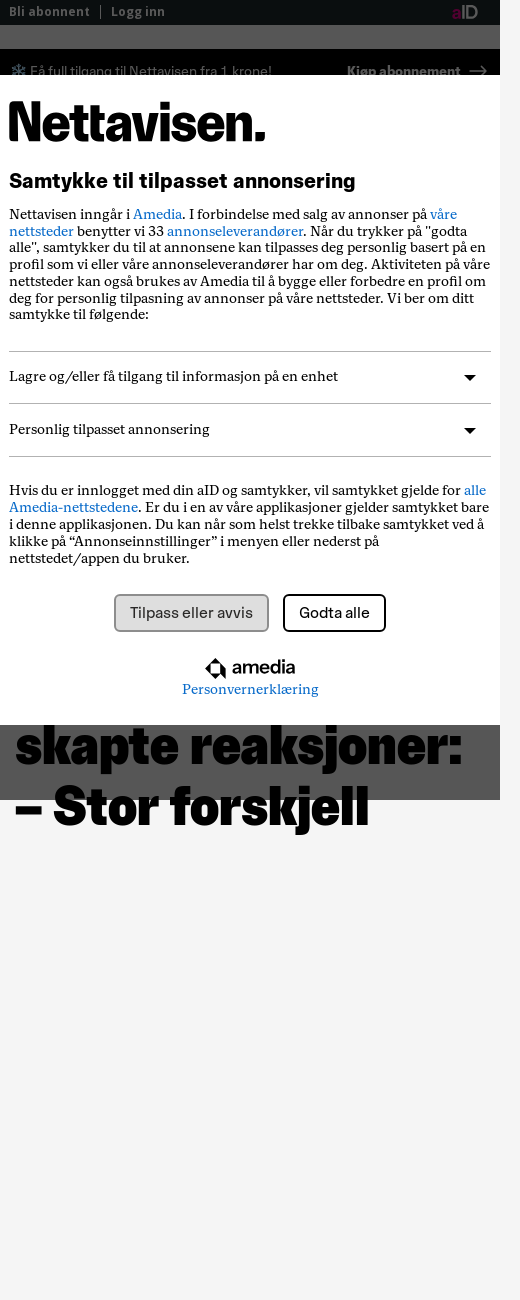 Bli abonnent | Logg inn
aID
Få full tilgang til Nettavisen fra 1 krone!
Kjøp abonnement →
Nettavisen.
Samtykke til tilpasset annonsering
Nettavisen inngår i Amedia. I forbindelse med salg av annonser på våre
nettsteder benytter vi 33 annonseleverandører. Når du trykker på "godta
alle", samtykker du til at annonsene kan tilpasses deg personlig basert på en
profil som vi eller våre annonseleverandører har om deg. Aktiviteten på våre
nettsteder kan også brukes av Amedia til å bygge eller forbedre en profil om
deg for personlig tilpasning av annonser på våre nettsteder. Vi ber om ditt
samtykke til følgende:
Lagre og/eller få tilgang til informasjon på en enhet
Personlig tilpasset annonsering
Hvis du er innlogget med din aID og samtykker, vil samtykket gjelde for alle
Amedia-nettstedene. Er du i en av våre applikasjoner gjelder samtykket bare
i denne applikasjonen. Du kan når som helst trekke tilbake samtykket ved å
klikke på “Annonseinnstillinger” i menyen eller nederst på
nettstedet/appen du bruker.
Tilpass eller avvis
Godta alle
amedia
Personvernerklæring
skapte reaksjoner:
– Stor forskjell